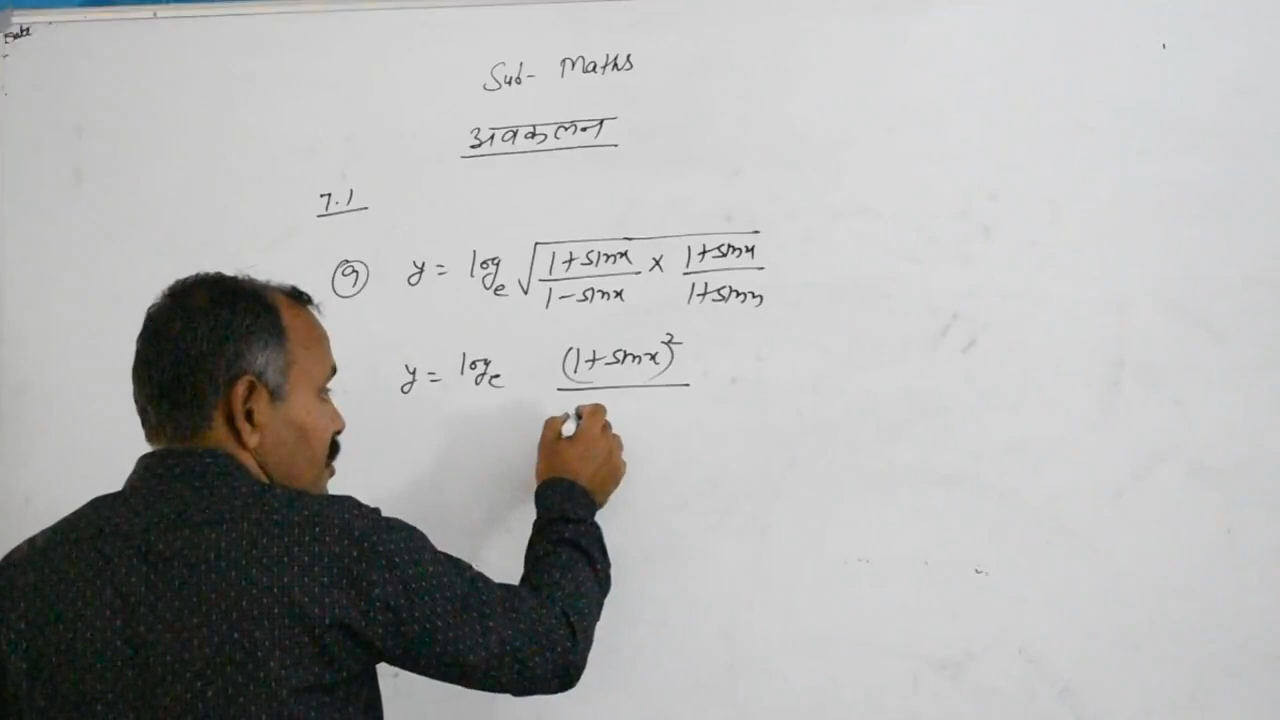 Date
Sub- Maths
अवकलन
7.1
(9) y = log_e √((1+sinx)/(1-sinx) × (1+sinx)/(1+sinx))
y = log_e (1+sinx)²